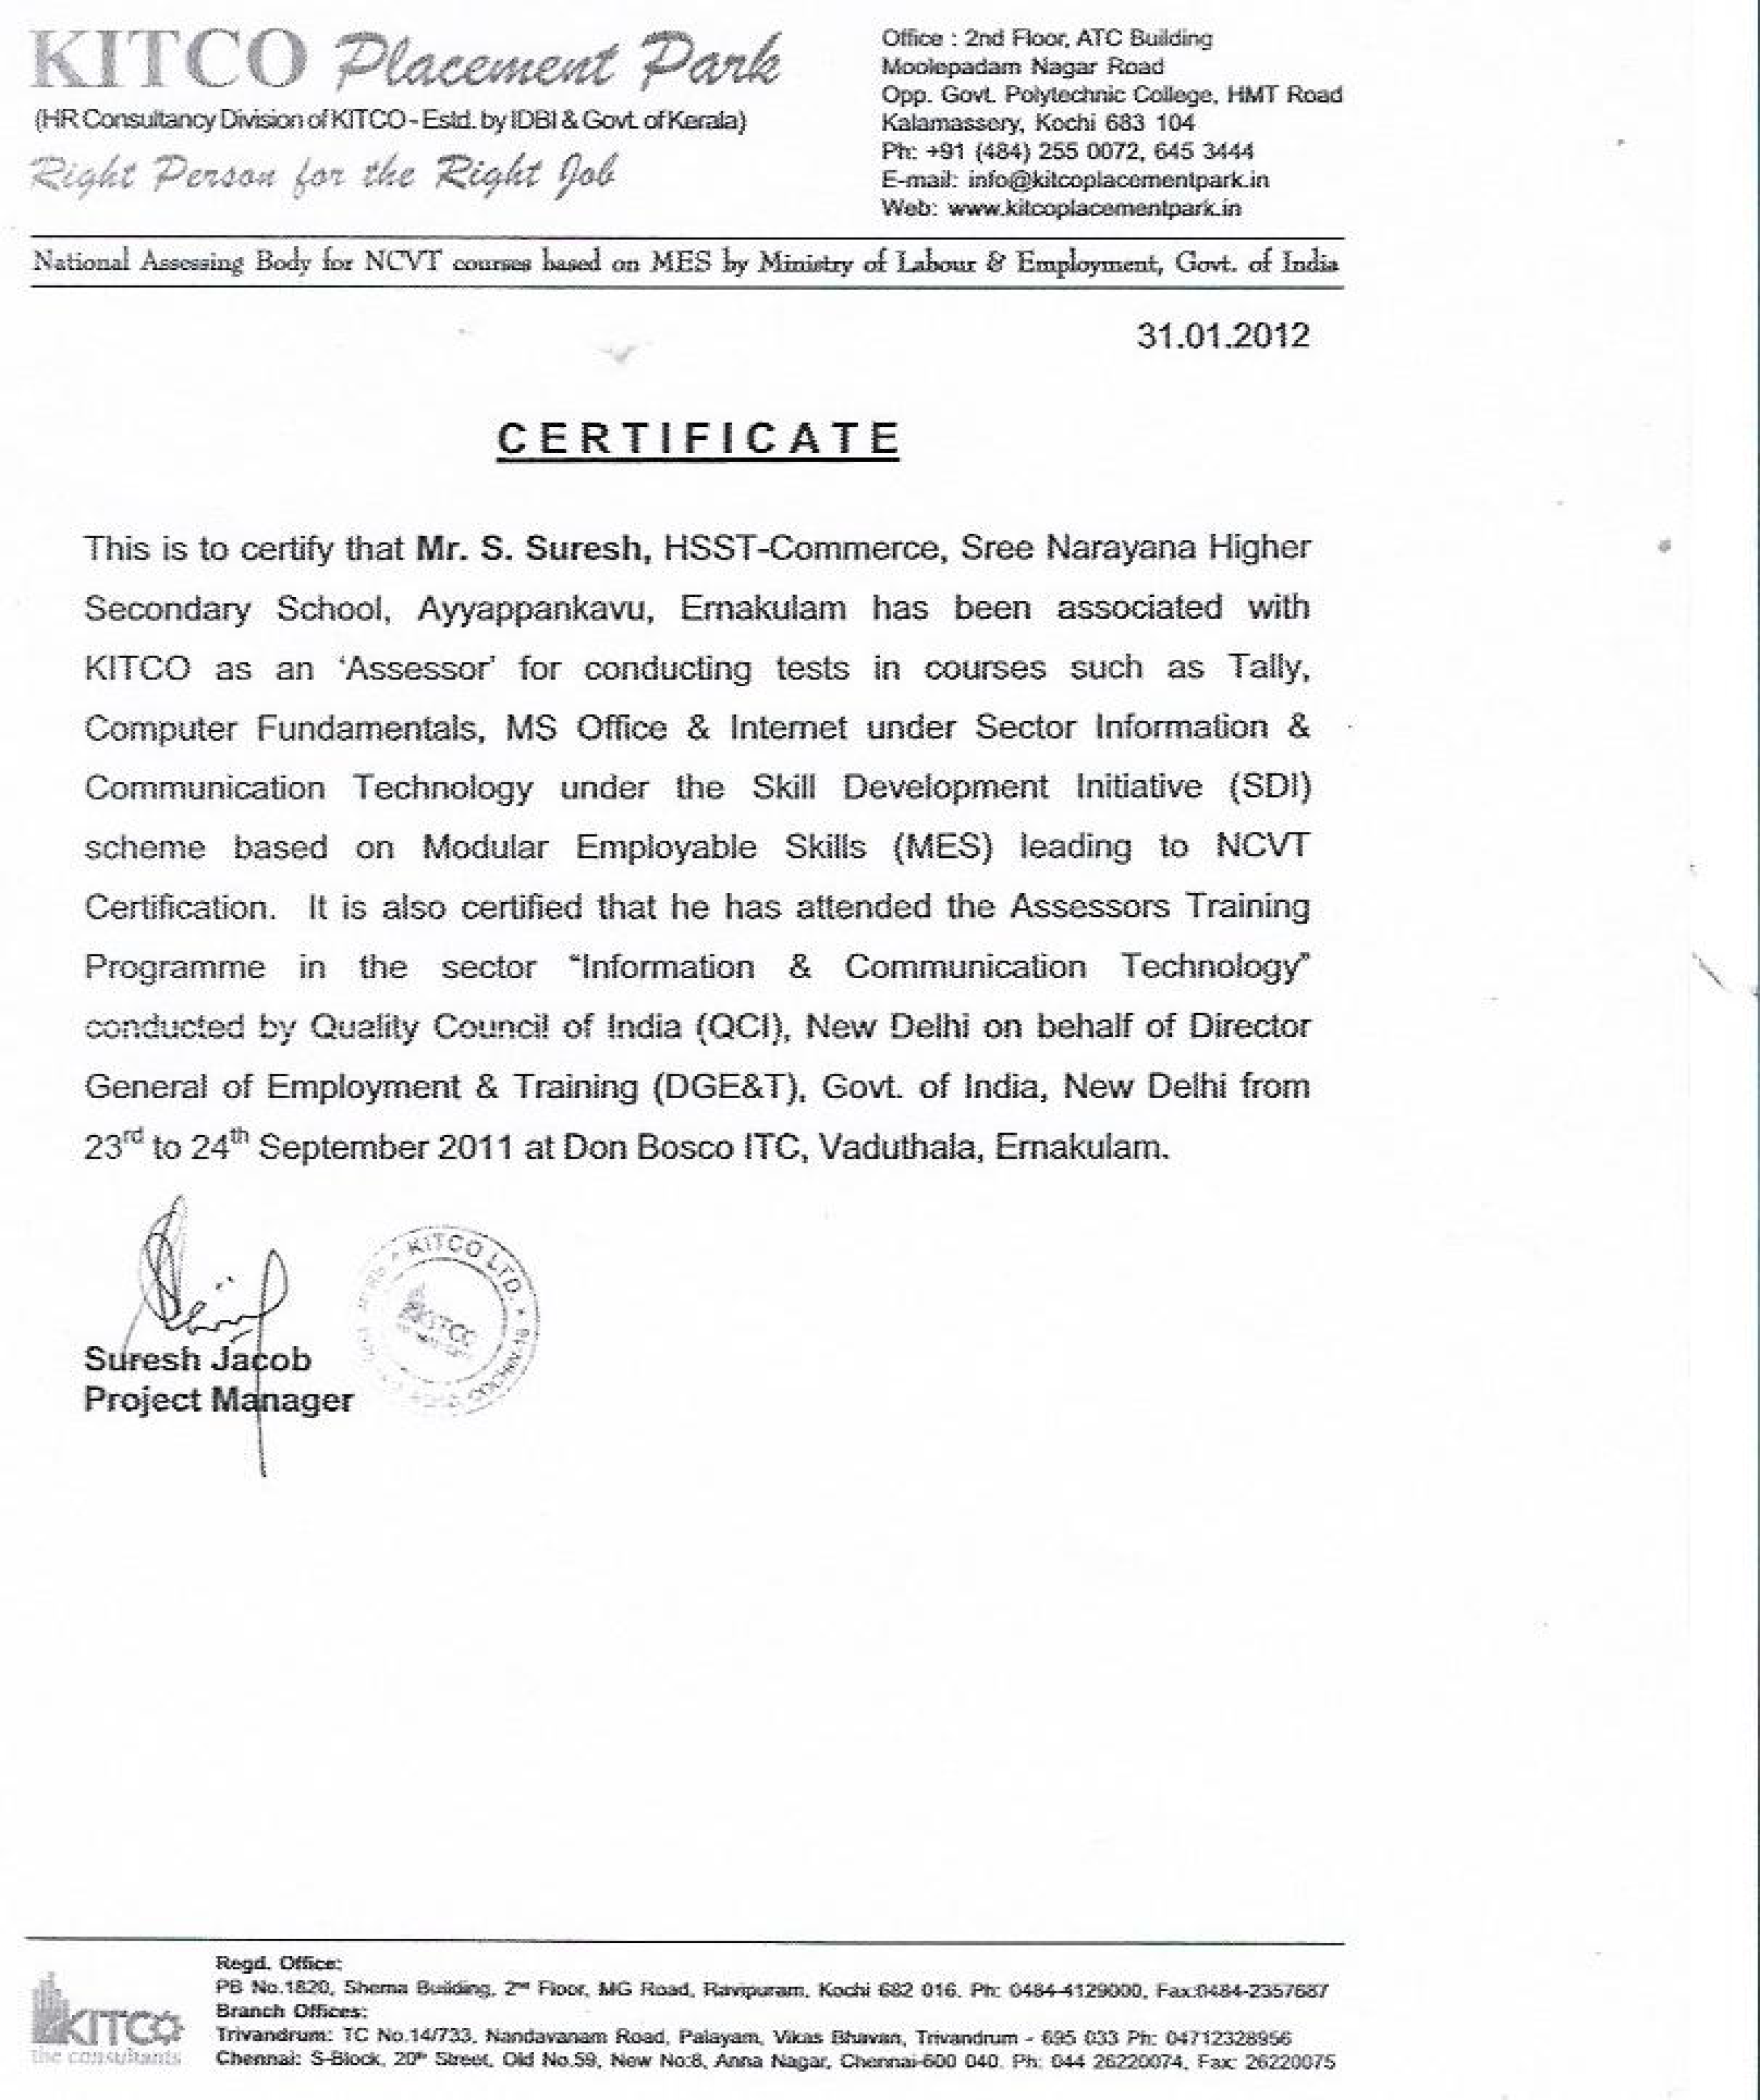 KITCO Placement Park
(HR Consultancy Division of KITCO - Estd. by IDBI & Govt. of Kerala)
Right Person for the Right Job
Office : 2nd Floor, ATC Building
Moolepadam Nagar Road
Opp. Govt. Polytechnic College, HMT Road
Kalamassery, Kochi 683 104
Ph: +91 (484) 255 0072, 645 3444
E-mail: info@kitcoplacementpark.in
Web: www.kitcoplacementpark.in
National Assessing Body for NCVT courses based on MES by Ministry of Labour & Employment, Govt. of India
31.01.2012
CERTIFICATE
This is to certify that Mr. S. Suresh, HSST-Commerce, Sree Narayana Higher
Secondary School, Ayyappankavu, Ernakulam has been associated with
KITCO as an ‘Assessor’ for conducting tests in courses such as Tally,
Computer Fundamentals, MS Office & Internet under Sector Information &
Communication Technology under the Skill Development Initiative (SDI)
scheme based on Modular Employable Skills (MES) leading to NCVT
Certification. It is also certified that he has attended the Assessors Training
Programme in the sector “Information & Communication Technology”
conducted by Quality Council of India (QCI), New Delhi on behalf of Director
General of Employment & Training (DGE&T), Govt. of India, New Delhi from
23rd to 24th September 2011 at Don Bosco ITC, Vaduthala, Ernakulam.
KITCO LTD.
KITCO
Suresh Jacob
Project Manager
KITCO
the consultants
Regd. Office:
PB No.1820, Shema Building, 2nd Floor, MG Road, Ravipuram, Kochi 682 016. Ph: 0484-4129000, Fax:0484-2357687
Branch Offices:
Trivandrum: TC No.14/733, Nandavanam Road, Palayam, Vikas Bhavan, Trivandrum - 695 033 Ph: 04712328956
Chennai: S-Block, 20th Street, Old No.59, New No:8, Anna Nagar, Chennai-600 040. Ph: 044 26220074, Fax: 26220075